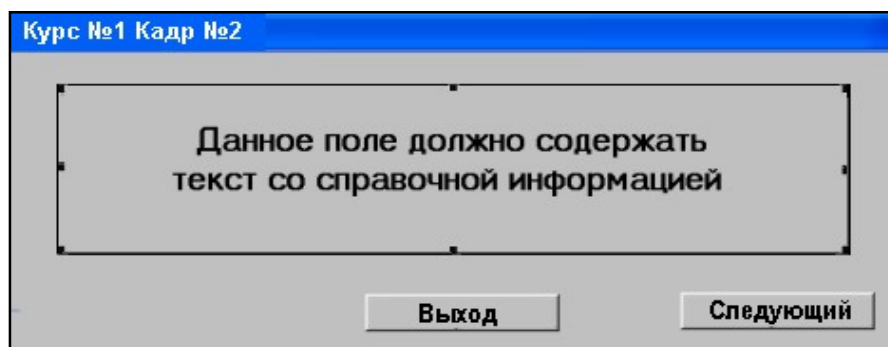 Курс №1 Кадр №2
Данное поле должно содержать
текст со справочной информацией
Выход
Следующий